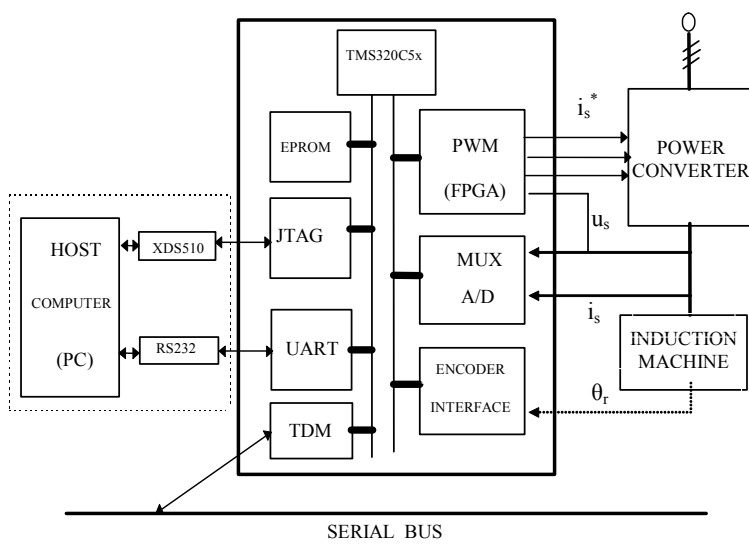 TMS320C5x
EPROM
PWM
(FPGA)
i_s^*
POWER
CONVERTER
HOST
COMPUTER
(PC)
XDS510
JTAG
u_s
MUX
A/D
i_s
RS232
UART
ENCODER
INTERFACE
INDUCTION
MACHINE
θ_r
TDM
SERIAL BUS